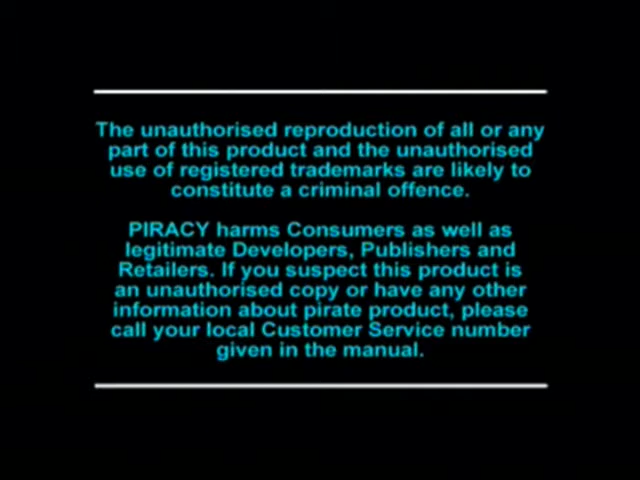 The unauthorised reproduction of all or any
part of this product and the unauthorised
use of registered trademarks are likely to
constitute a criminal offence.
PIRACY harms Consumers as well as
legitimate Developers, Publishers and
Retailers. If you suspect this product is
an unauthorised copy or have any other
information about pirate product, please
call your local Customer Service number
given in the manual.